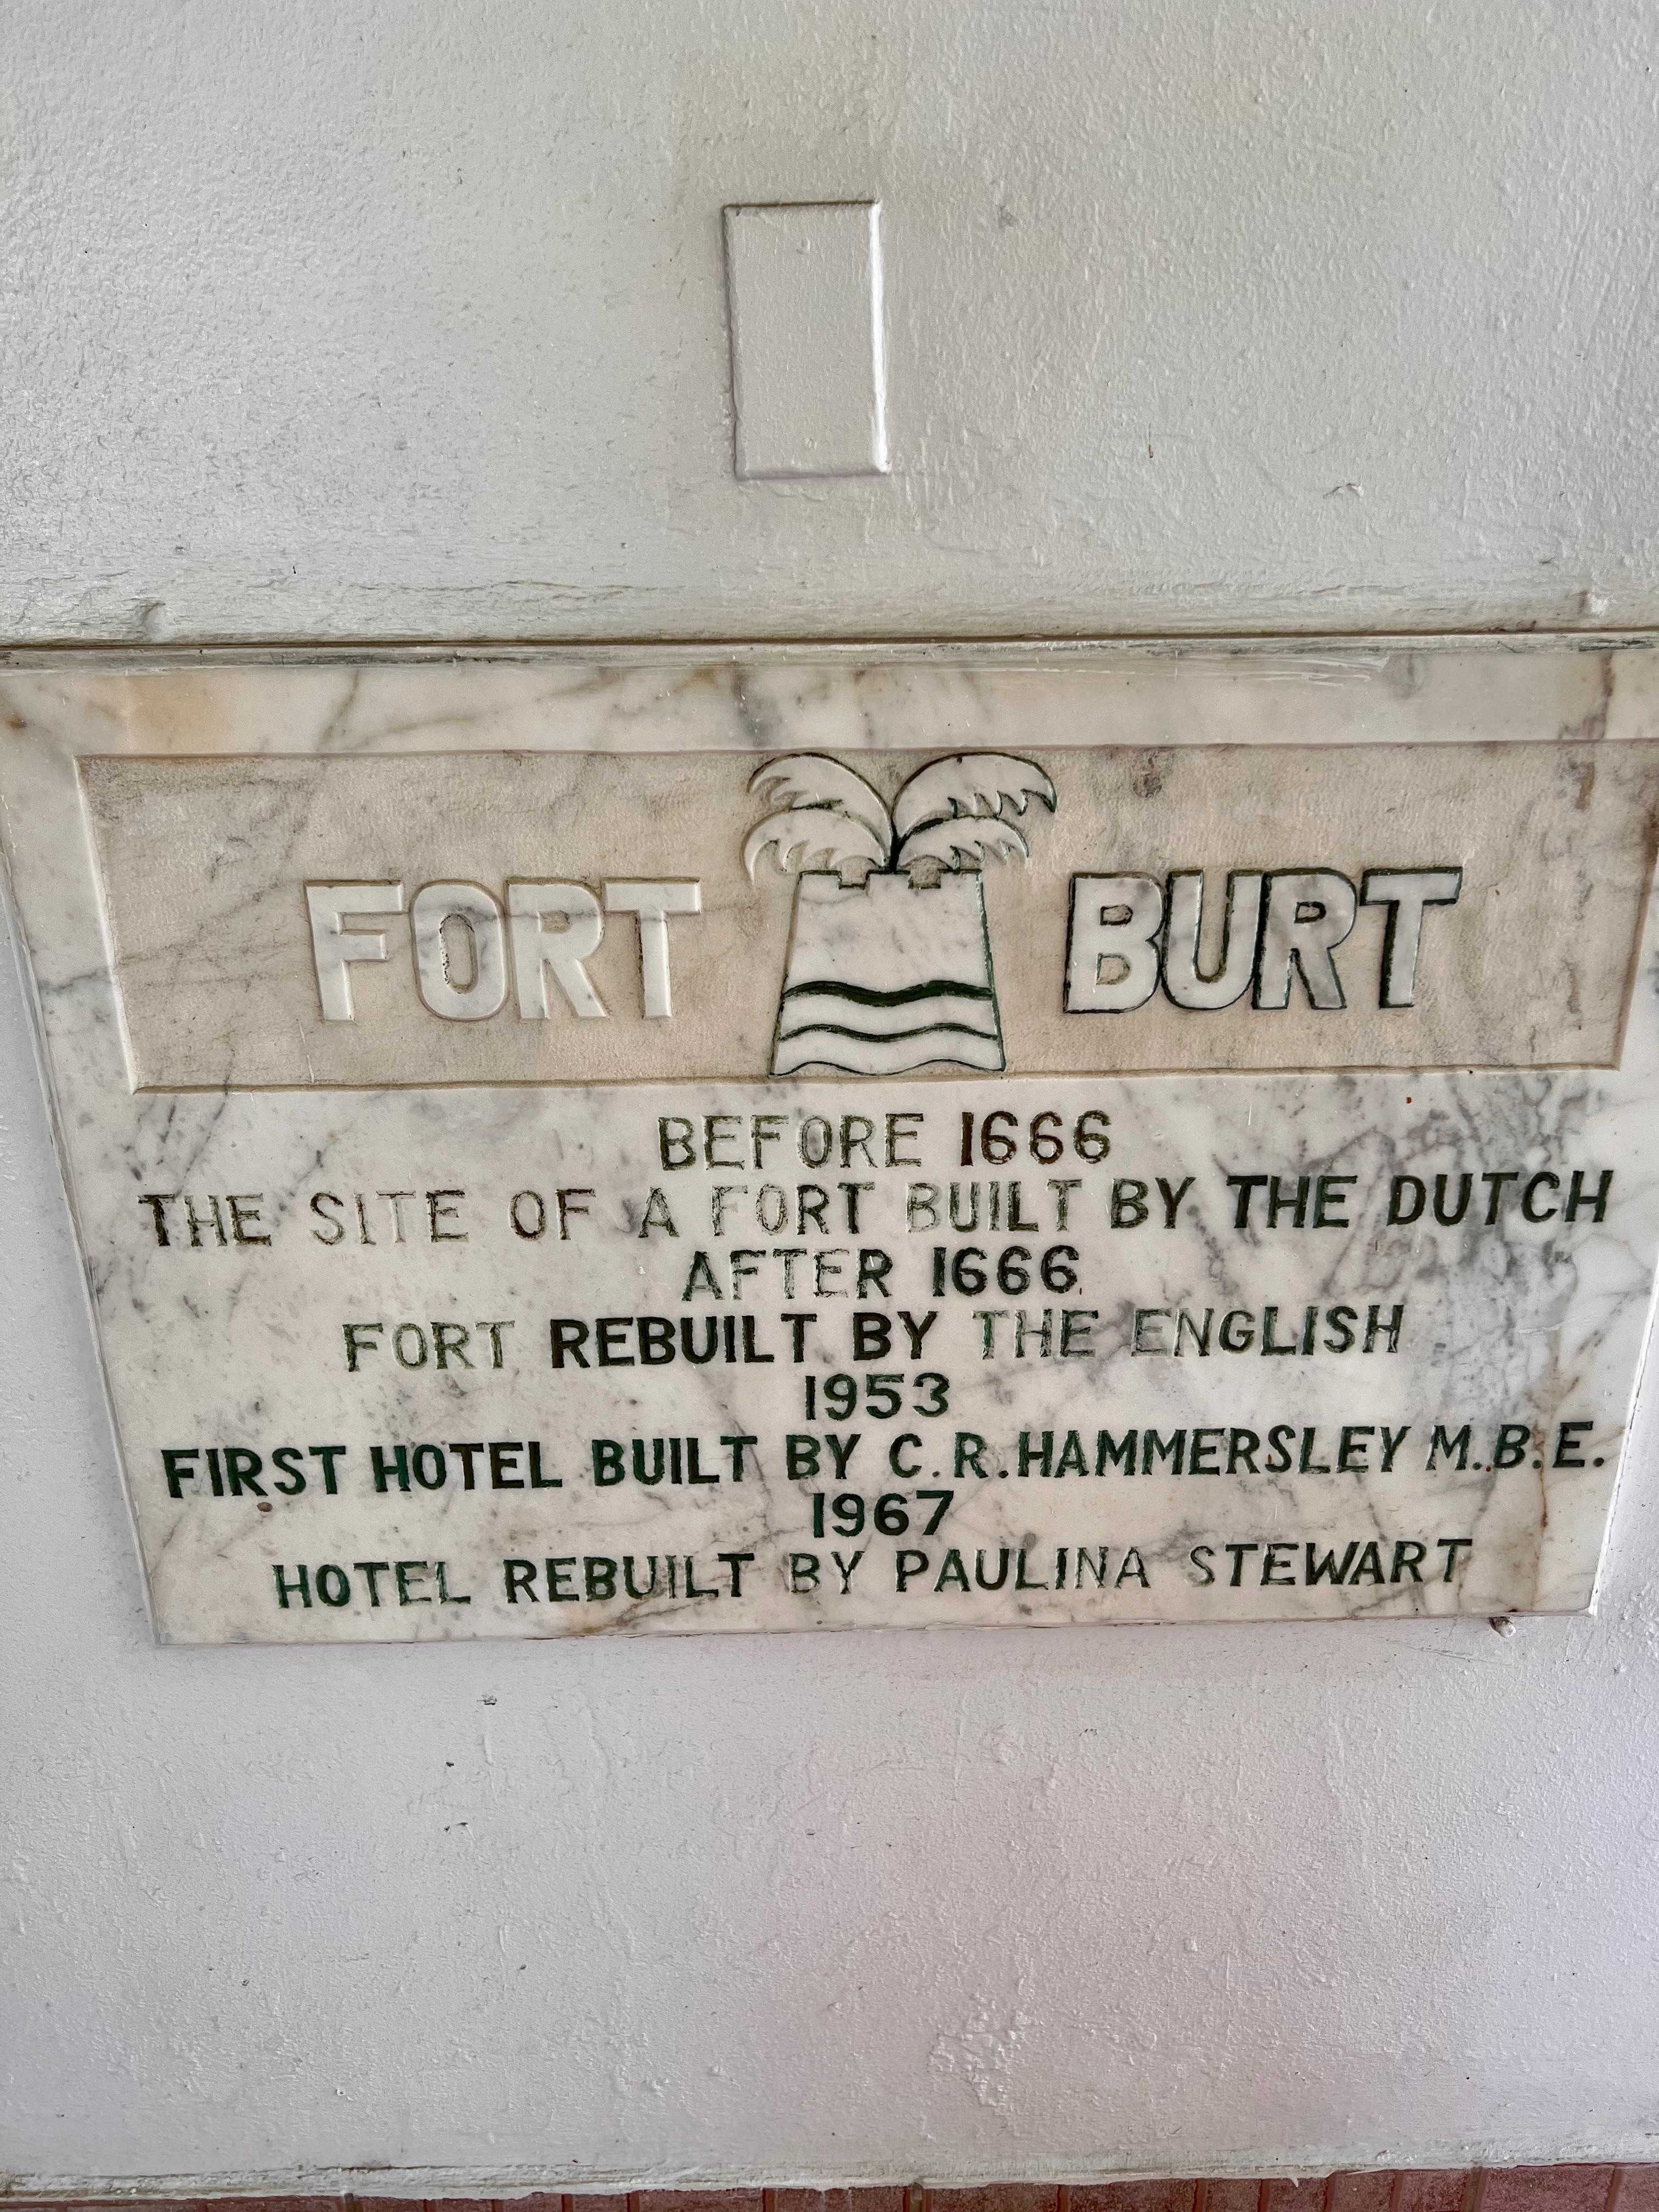 FORT BURT
BEFORE 1666
THE SITE OF A FORT BUILT BY THE DUTCH
AFTER 1666
FORT REBUILT BY THE ENGLISH
1953
FIRST HOTEL BUILT BY C.R. HAMMERSLEY M.B.E.
1967
HOTEL REBUILT BY PAULINA STEWART